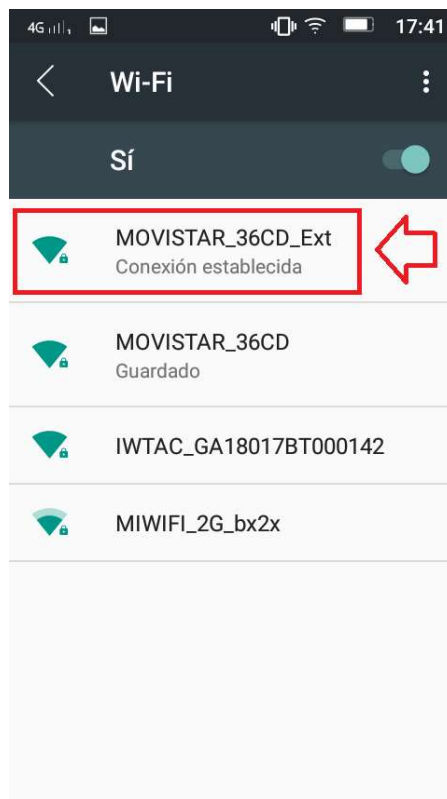 4G 17:41
Wi-Fi
Sí
MOVISTAR_36CD_Ext
Conexión establecida
MOVISTAR_36CD
Guardado
IWTAC_GA18017BT000142
MIWIFI_2G_bx2x